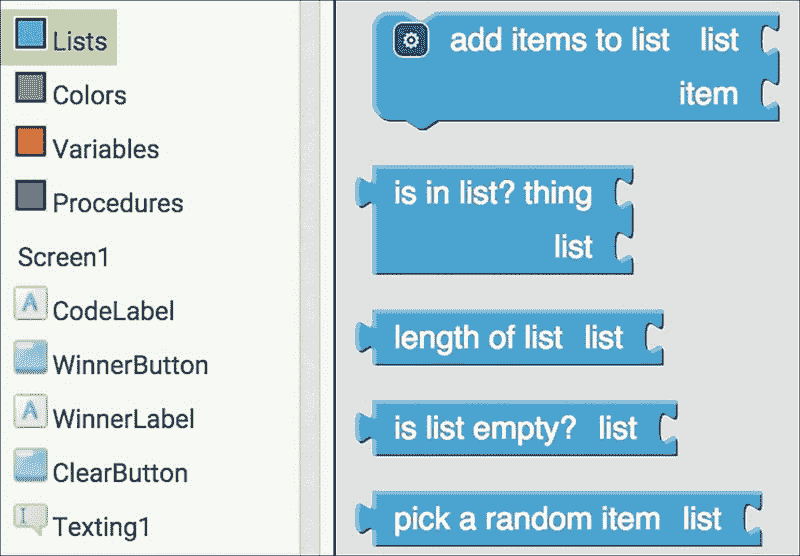 Lists
Colors
Variables
Procedures
Screen1
CodeLabel
WinnerButton
WinnerLabel
ClearButton
Texting1
add items to list list
item
is in list? thing
list
length of list list
is list empty? list
pick a random item list